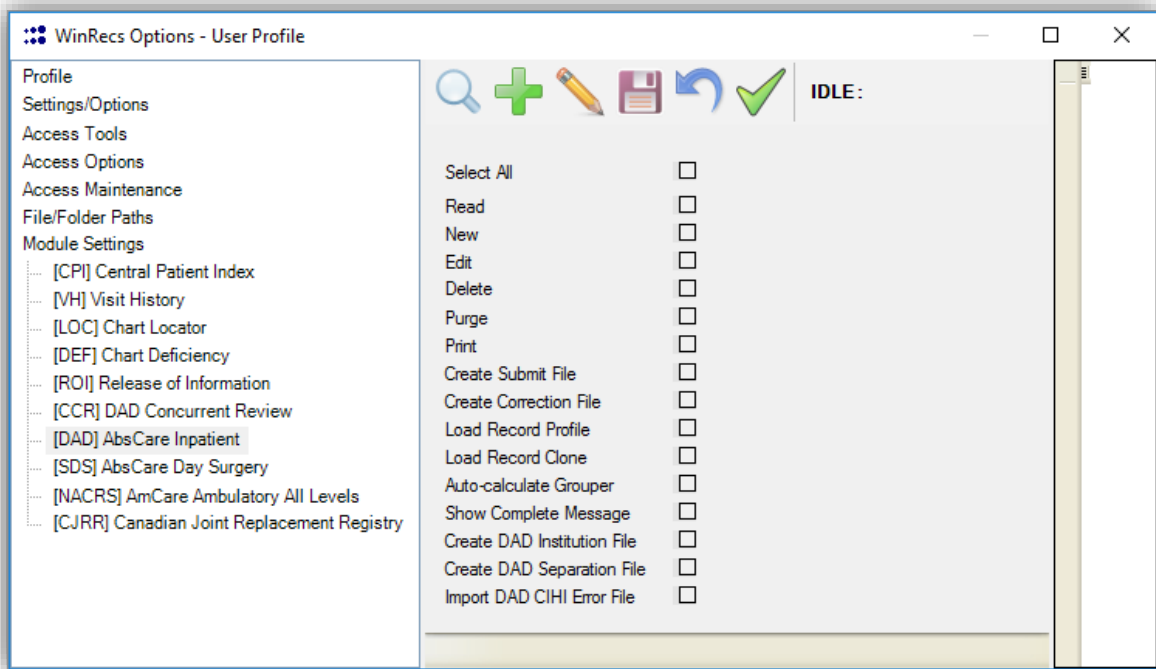 WinRecs Options - User Profile
Profile
Settings/Options
Access Tools
Access Options
Access Maintenance
File/Folder Paths
Module Settings
[CPI] Central Patient Index
[VH] Visit History
[LOC] Chart Locator
[DEF] Chart Deficiency
[ROI] Release of Information
[CCR] DAD Concurrent Review
[DAD] AbsCare Inpatient
[SDS] AbsCare Day Surgery
[NACRS] AmCare Ambulatory All Levels
[CJRR] Canadian Joint Replacement Registry
IDLE:
Select All
Read
New
Edit
Delete
Purge
Print
Create Submit File
Create Correction File
Load Record Profile
Load Record Clone
Auto-calculate Grouper
Show Complete Message
Create DAD Institution File
Create DAD Separation File
Import DAD CIHI Error File